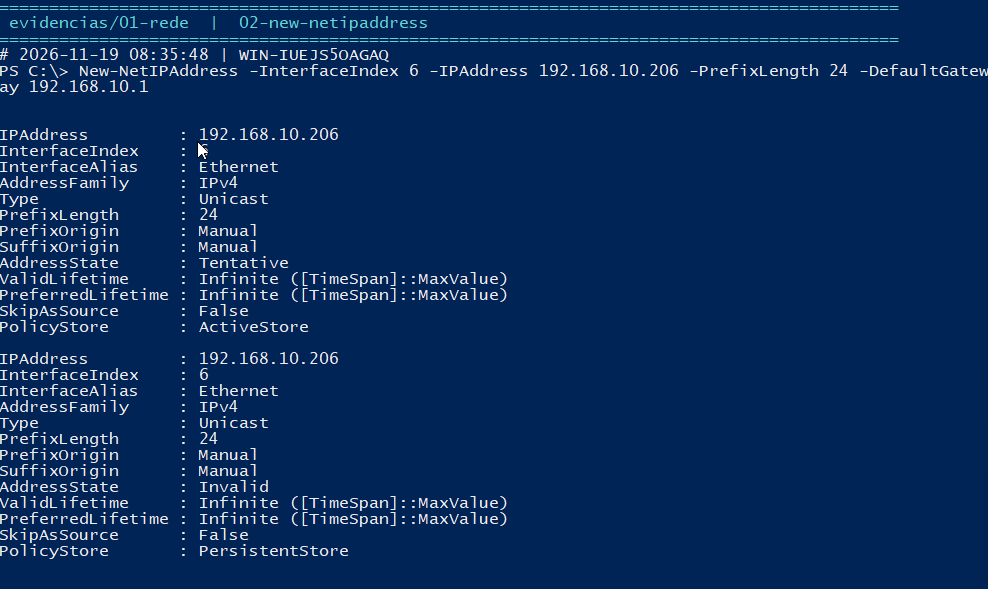 ==========================================================================================
evidencias/01-rede | 02-new-netipaddress
==========================================================================================
# 2026-11-19 08:35:48 | WIN-IUEJS5OAGAQ
PS C:\> New-NetIPAddress -InterfaceIndex 6 -IPAddress 192.168.10.206 -PrefixLength 24 -DefaultGatew
ay 192.168.10.1
IPAddress : 192.168.10.206
InterfaceIndex :
InterfaceAlias : Ethernet
AddressFamily : IPv4
Type : Unicast
PrefixLength : 24
PrefixOrigin : Manual
SuffixOrigin : Manual
AddressState : Tentative
ValidLifetime : Infinite ([TimeSpan]::MaxValue)
PreferredLifetime : Infinite ([TimeSpan]::MaxValue)
SkipAsSource : False
PolicyStore : ActiveStore
IPAddress : 192.168.10.206
InterfaceIndex : 6
InterfaceAlias : Ethernet
AddressFamily : IPv4
Type : Unicast
PrefixLength : 24
PrefixOrigin : Manual
SuffixOrigin : Manual
AddressState : Invalid
ValidLifetime : Infinite ([TimeSpan]::MaxValue)
PreferredLifetime : Infinite ([TimeSpan]::MaxValue)
SkipAsSource : False
PolicyStore : PersistentStore